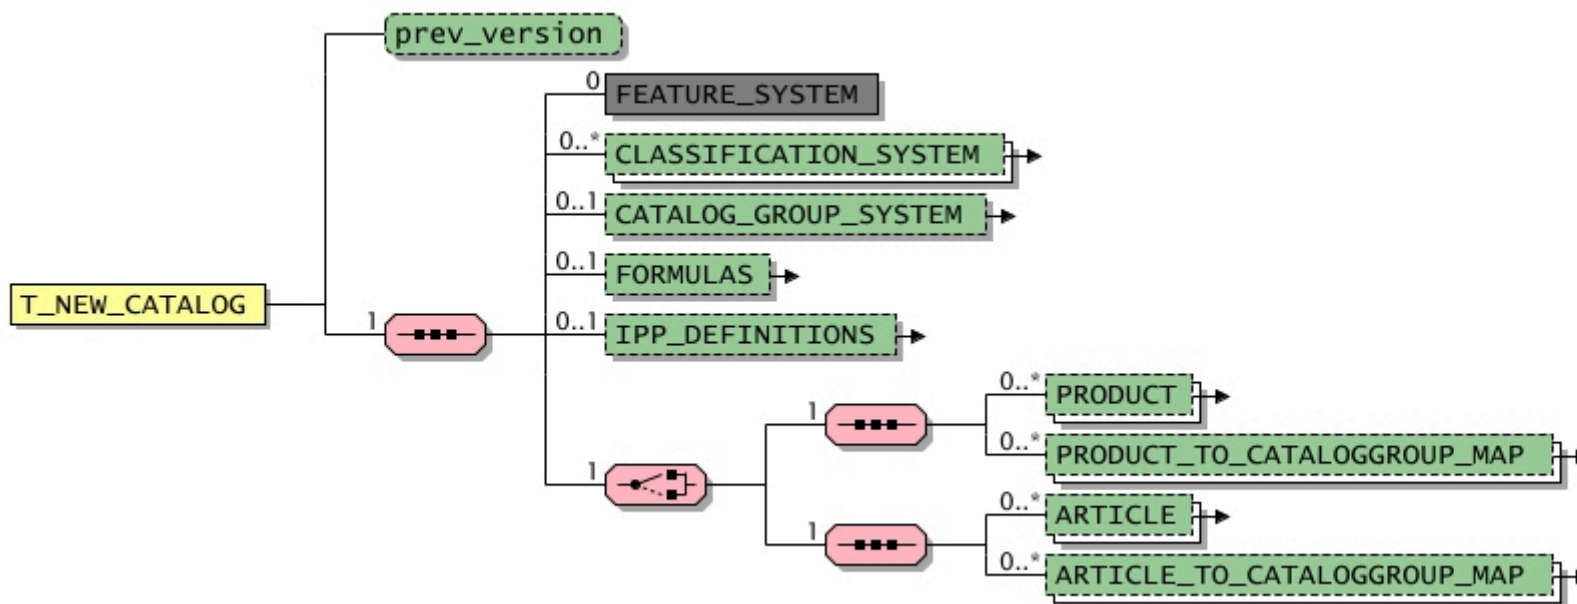 prev_version
0 FEATURE_SYSTEM
0..* CLASSIFICATION_SYSTEM
0..1 CATALOG_GROUP_SYSTEM
0..1 FORMULAS
T_NEW_CATALOG
1
0..1 IPP_DEFINITIONS
0..* PRODUCT
1
0..* PRODUCT_TO_CATALOGGROUP_MAP
1
0..* ARTICLE
1
0..* ARTICLE_TO_CATALOGGROUP_MAP